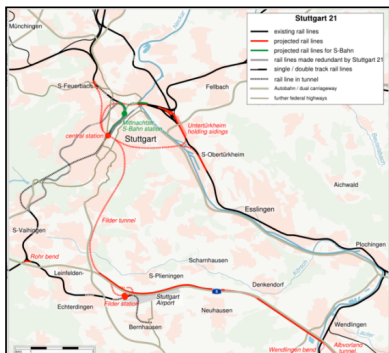 Stuttgart 21
existing rail lines
projected rail lines
projected rail lines for S-Bahn
rail lines made redundant by Stuttgart 21
single / double track rail lines
rail line in tunnel
Autobahn / dual carriageway
further federal highways
Münchingen
S-Feuerbach
Fellbach
Mittnachtstr.
S-Bahn station
Untertürkheim
holding sidings
central station
Stuttgart
S-Obertürkheim
Aichwald
Esslingen
Filder tunnel
S-Vaihingen
Plochingen
Rohr bend
Scharnhausen
Leinfelden-
S-Plieningen
Denkendorf
Echterdingen
Filder station
Stuttgart
Airport
Neuhausen
Bernhausen
Wendlingen
Wendlingen bend
Albvorland
tunnel